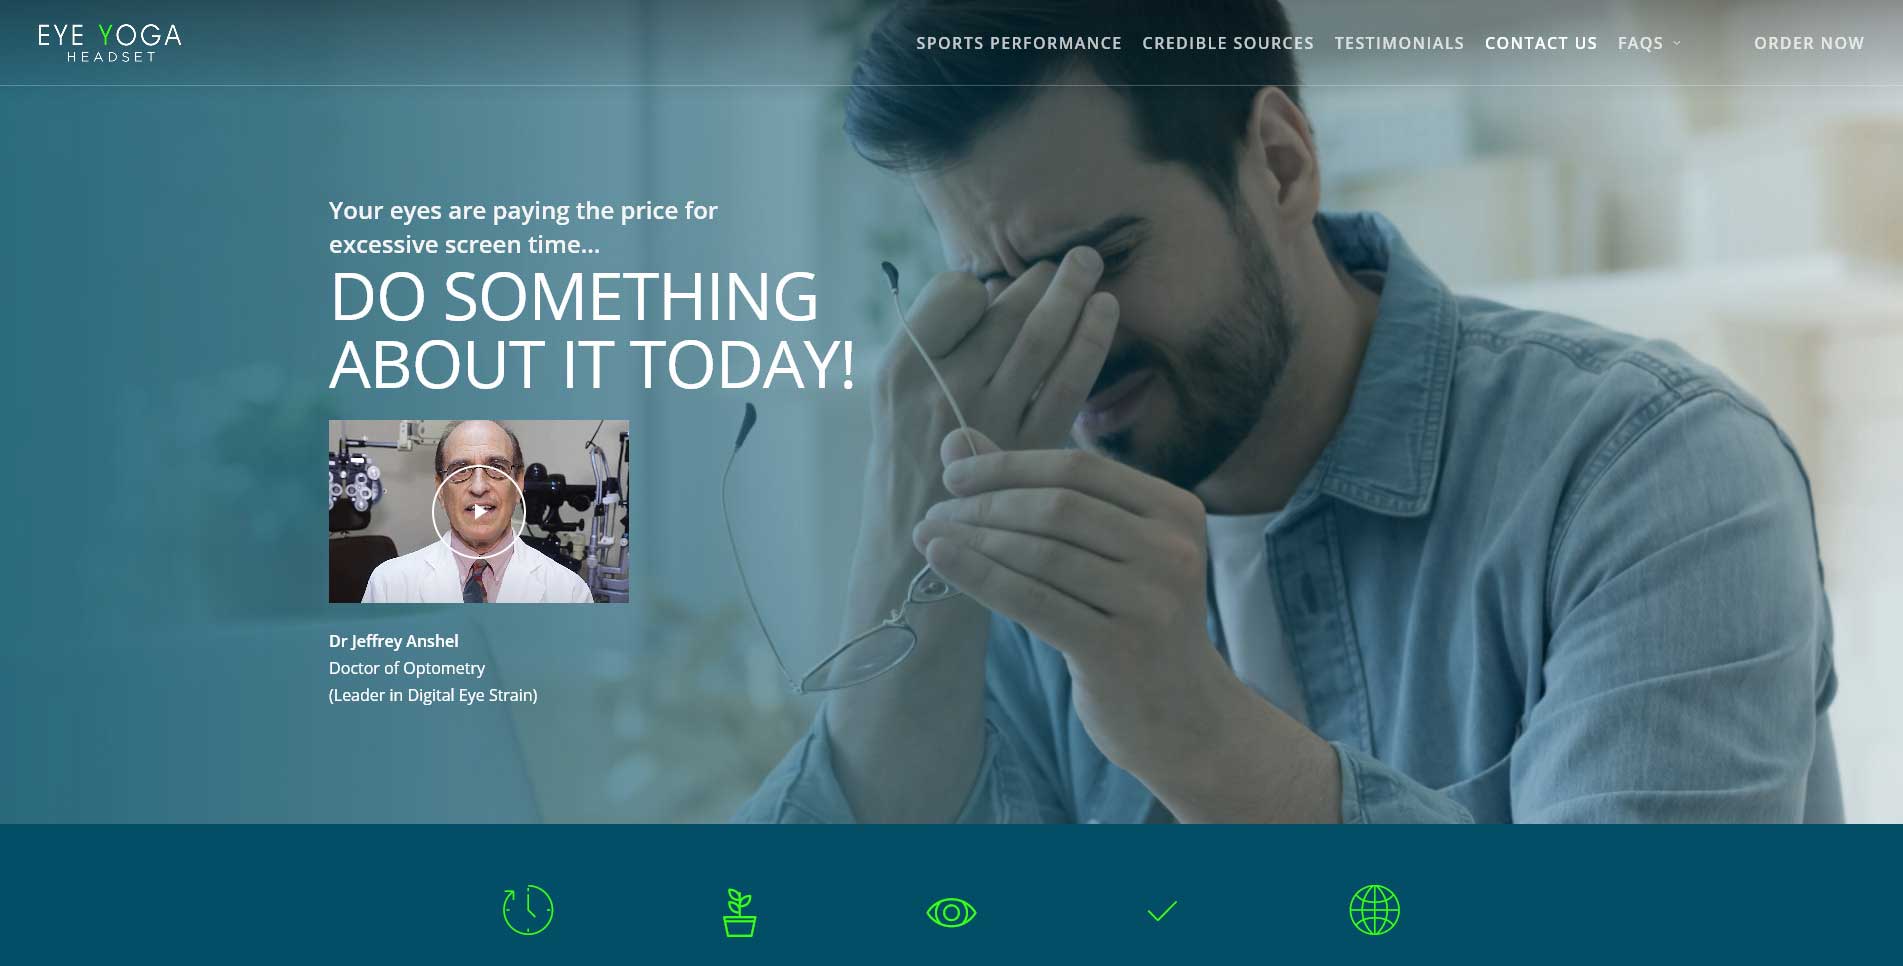 EYE YOGA
HEADSET
SPORTS PERFORMANCE
CREDIBLE SOURCES
TESTIMONIALS
CONTACT US
FAQS
ORDER NOW
Your eyes are paying the price for
excessive screen time...
DO SOMETHING
ABOUT IT TODAY!
Dr Jeffrey Anshel
Doctor of Optometry
(Leader in Digital Eye Strain)